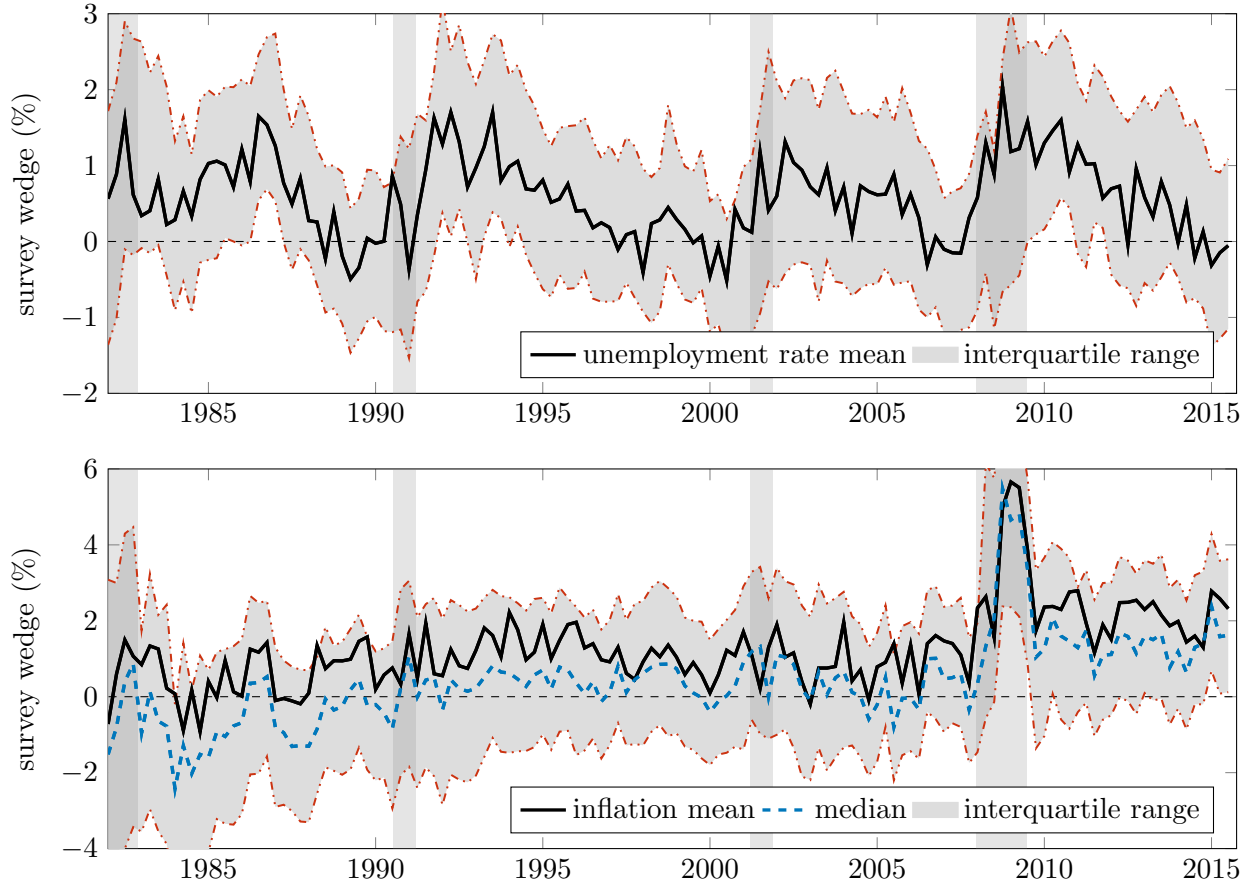 3
2
1
0
−1
−2
survey wedge (%)
unemployment rate mean interquartile range
1985 1990 1995 2000 2005 2010 2015
6
4
2
0
−2
−4
survey wedge (%)
inflation mean median interquartile range
1985 1990 1995 2000 2005 2010 2015